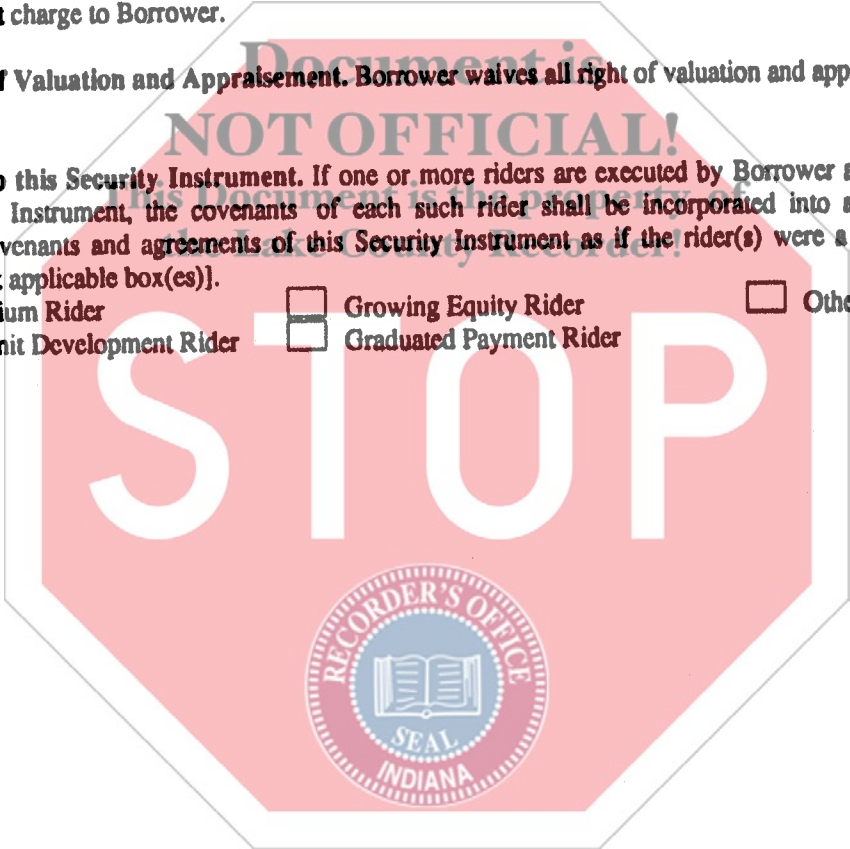 charge to Borrower.
Valuation and Appraisement. Borrower waives all right of valuation and app
this Security Instrument. If one or more riders are executed by Borrower a
Instrument, the covenants of each such rider shall be incorporated into a
venants and agreements of this Security Instrument as if the rider(s) were a
applicable box(es)].
ium Rider Growing Equity Rider Othe
nit Development Rider Graduated Payment Rider
Document is
NOT OFFICIAL!
This Document is the property of
the Lake County Recorder!
STOP
RECORDER'S OFFICE
SEAL
INDIANA